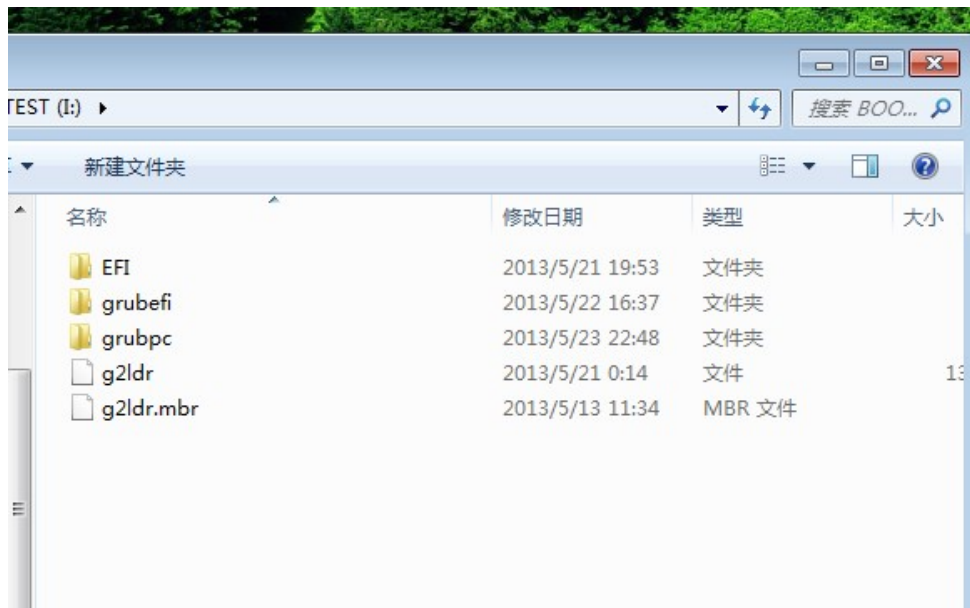 TEST (I:)
搜索 BOO...
新建文件夹
名称 修改日期 类型 大小
EFI 2013/5/21 19:53 文件夹
grubefi 2013/5/22 16:37 文件夹
grubpc 2013/5/23 22:48 文件夹
g2ldr 2013/5/21 0:14 文件 13
g2ldr.mbr 2013/5/13 11:34 MBR 文件